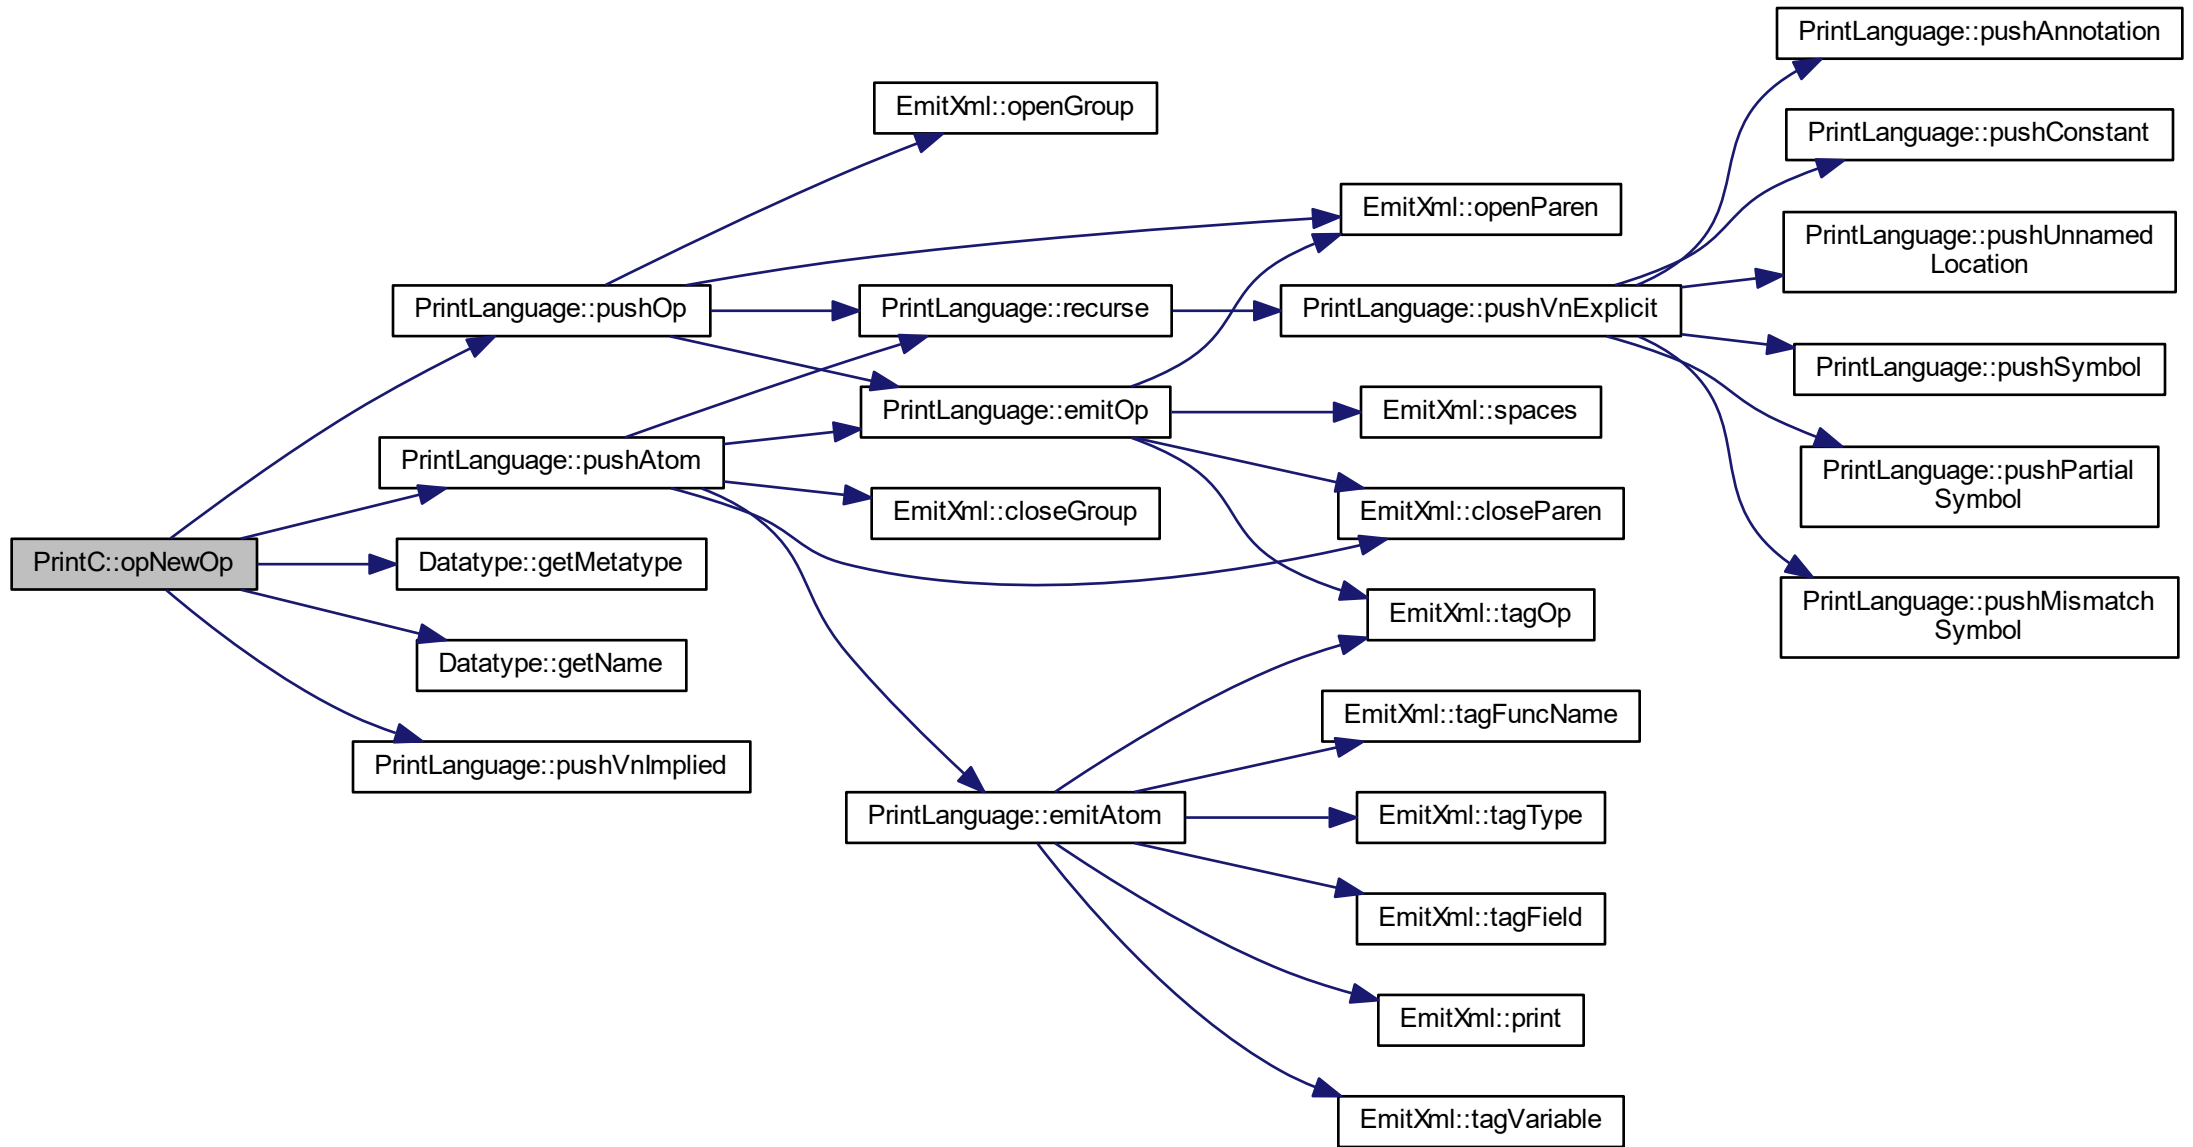 PrintLanguage::pushAnnotation
EmitXml::openGroup
PrintLanguage::pushConstant
EmitXml::openParen
PrintLanguage::pushUnnamed
Location
PrintLanguage::pushOp
PrintLanguage::recurse
PrintLanguage::pushVnExplicit
PrintLanguage::pushSymbol
PrintLanguage::emitOp
EmitXml::spaces
PrintLanguage::pushAtom
PrintLanguage::pushPartial
Symbol
EmitXml::closeGroup
EmitXml::closeParen
PrintC::opNewOp
Datatype::getMetatype
EmitXml::tagOp
PrintLanguage::pushMismatch
Symbol
Datatype::getName
EmitXml::tagFuncName
PrintLanguage::pushVnImplied
PrintLanguage::emitAtom
EmitXml::tagType
EmitXml::tagField
EmitXml::print
EmitXml::tagVariable